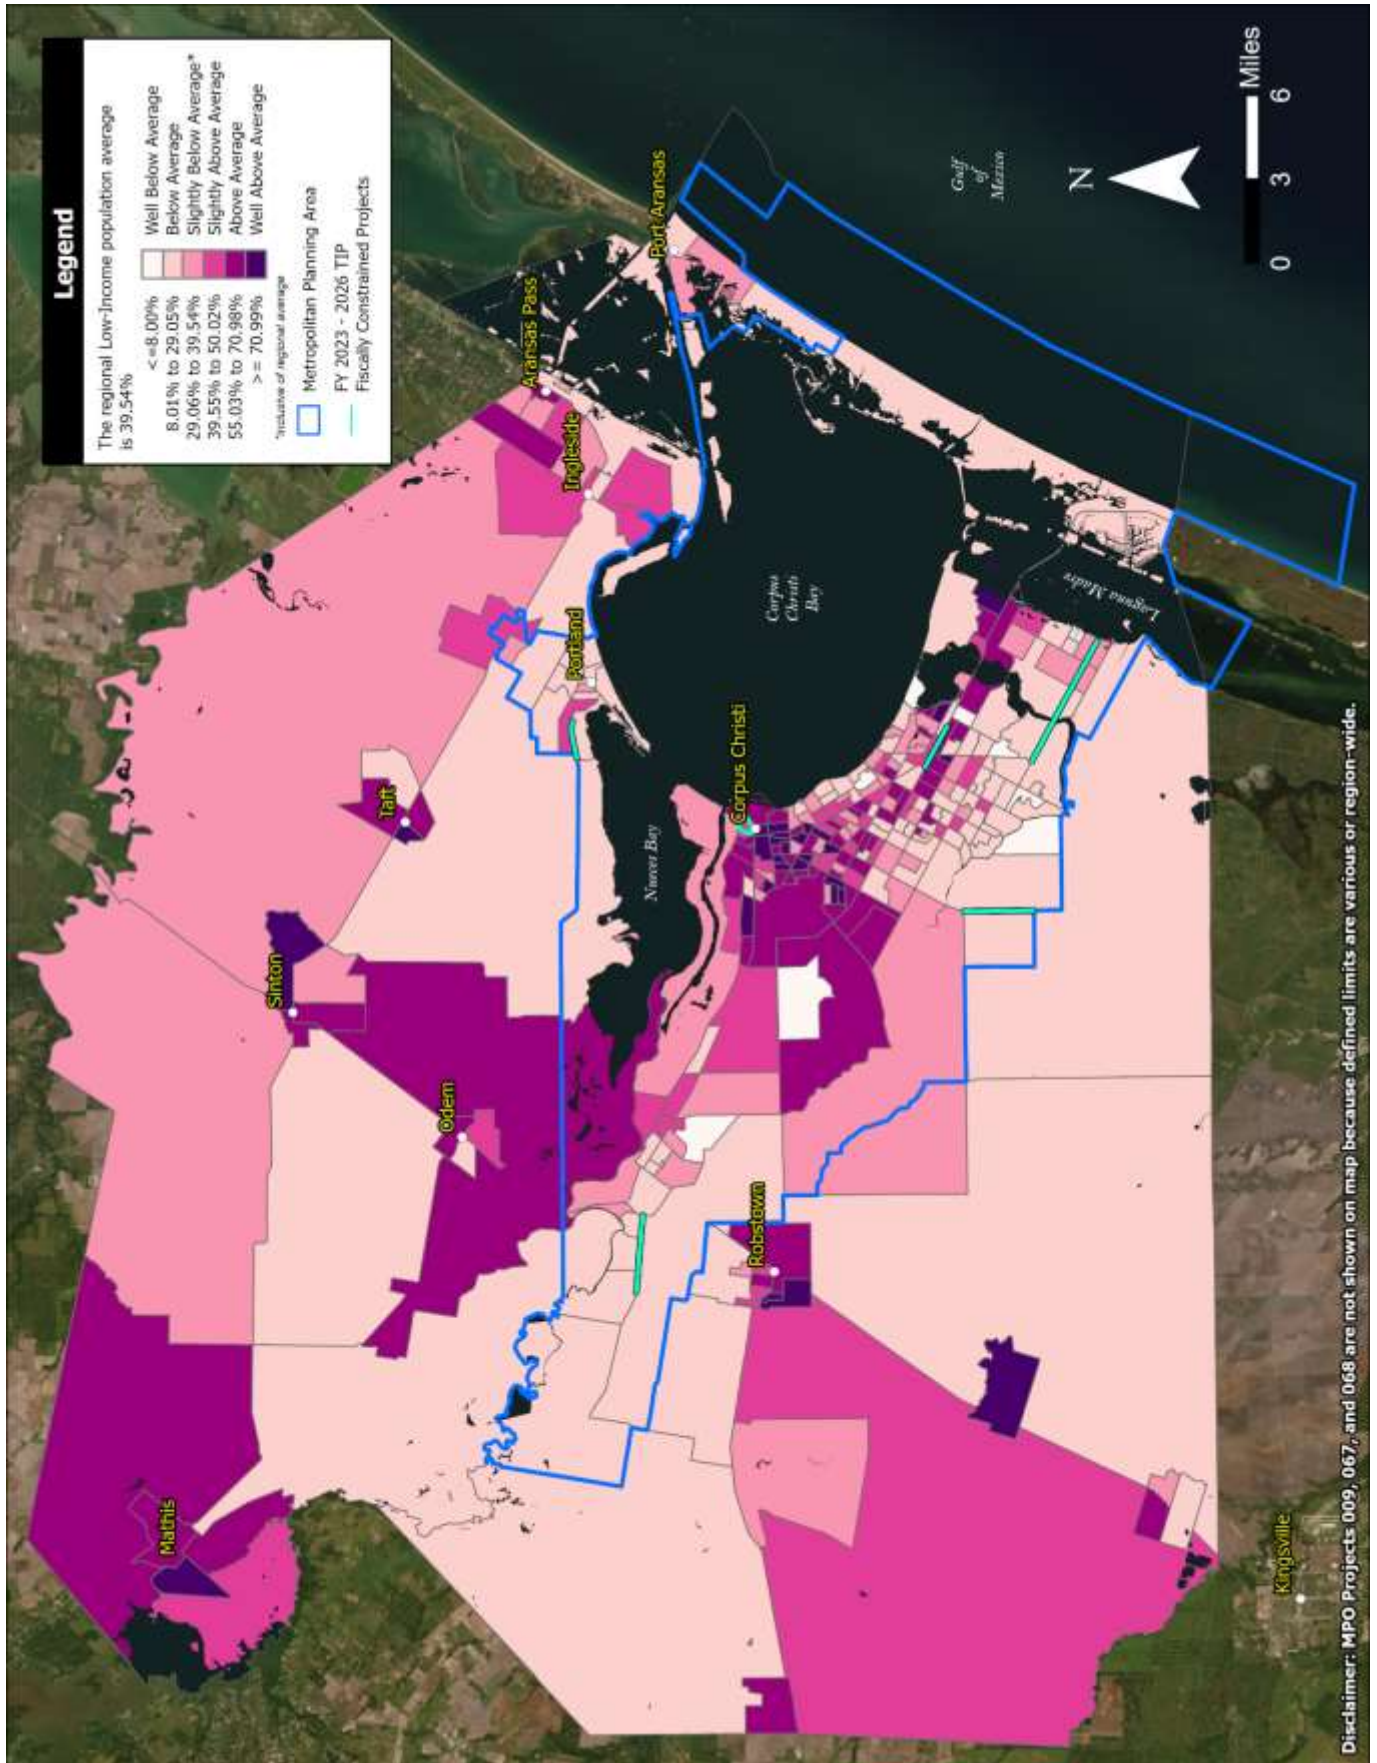 Legend
The regional Low-Income population average
is 39.54%
<=8.00% Well Below Average
8.01% to 29.05% Below Average
29.06% to 39.54% Slightly Below Average*
39.55% to 50.02% Slightly Above Average
55.03% to 70.98% Above Average
>= 70.99% Well Above Average
*Inclusive of regional average
Metropolitan Planning Area
FY 2023 - 2026 TIP
Fiscally Constrained Projects
Mathis
Sinton
Taft
Odem
Aransas Pass
Ingleside
Portland
Port Aransas
Nueces Bay
Corpus Christi
Corpus
Christi
Bay
Robstown
Laguna Madre
Gulf
of
Mexico
N
Kingsville
0 3 6 Miles
Disclaimer: MPO Projects 009, 067, and 068 are not shown on map because defined limits are various or region-wide.